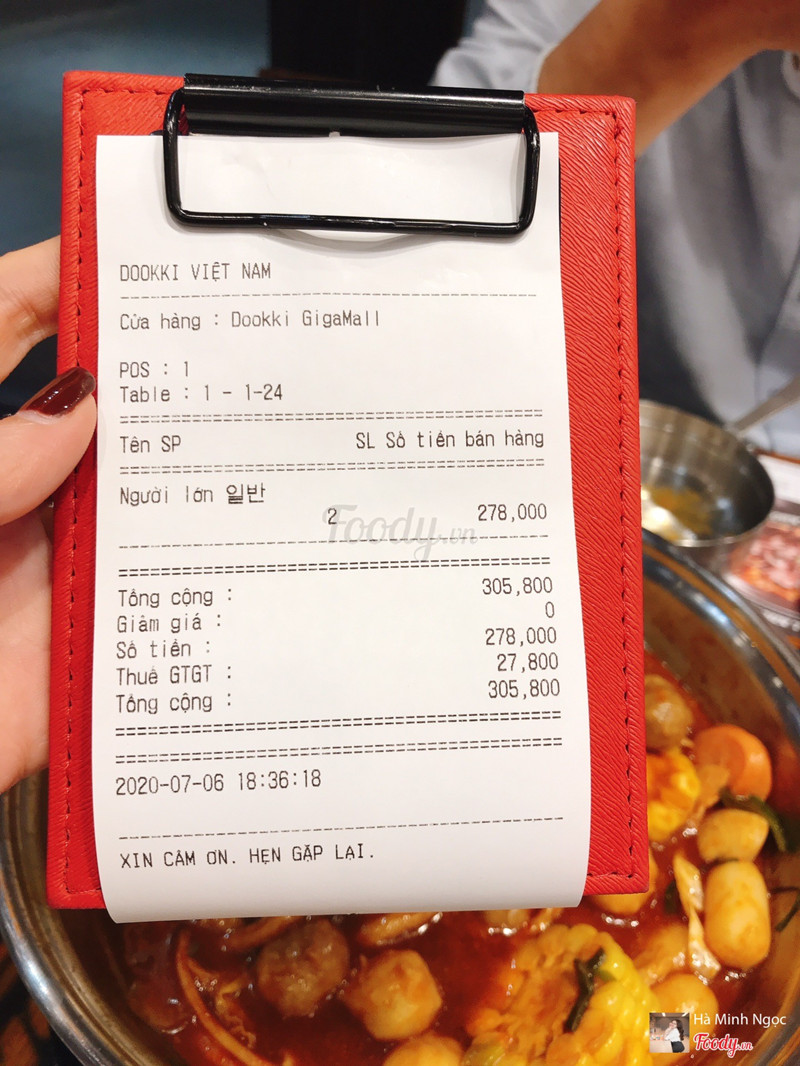 DOOKKI VIỆT NAM
Cửa hàng : Dookki GigaMall
POS : 1
Table : 1 - 1-24
Tên SP SL Số tiền bán hàng
Người lớn 일반
2 278,000
Foody.vn
Tổng cộng : 305,800
Giảm giá : 0
Số tiền : 278,000
Thuế GTGT : 27,800
Tổng cộng : 305,800
2020-07-06 18:36:18
XIN CẢM ƠN. HẸN GẶP LẠI.
Hà Minh Ngọc
Foody.vn